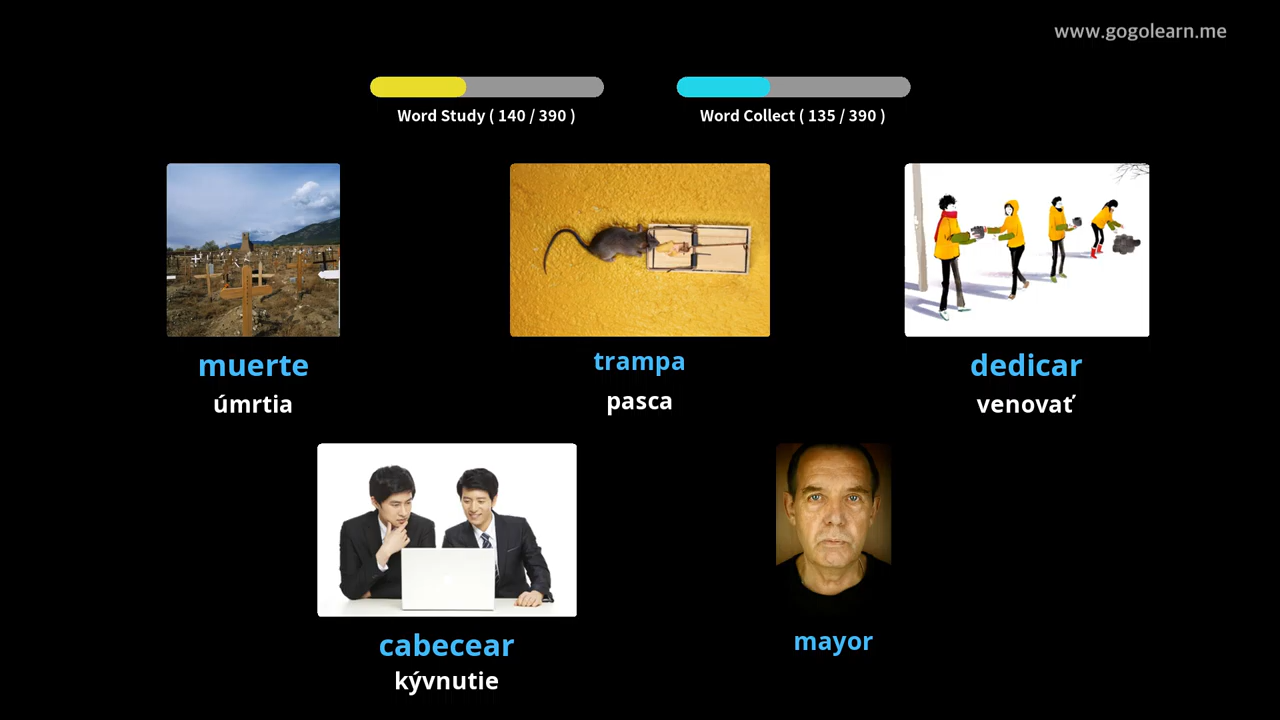 www.gogolearn.me
Word Study ( 140 / 390 )
Word Collect ( 135 / 390 )
muerte
trampa
dedicar
úmrtia
pasca
venovať
cabecear
mayor
kývnutie